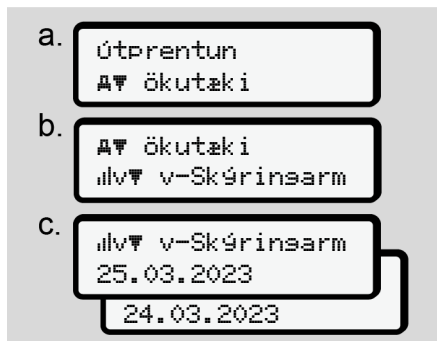 a.
útprentun
ökutæki
b.
ökutæki
v v-Skýringarm
c.
v v-Skýringarm
25.03.2023
24.03.2023